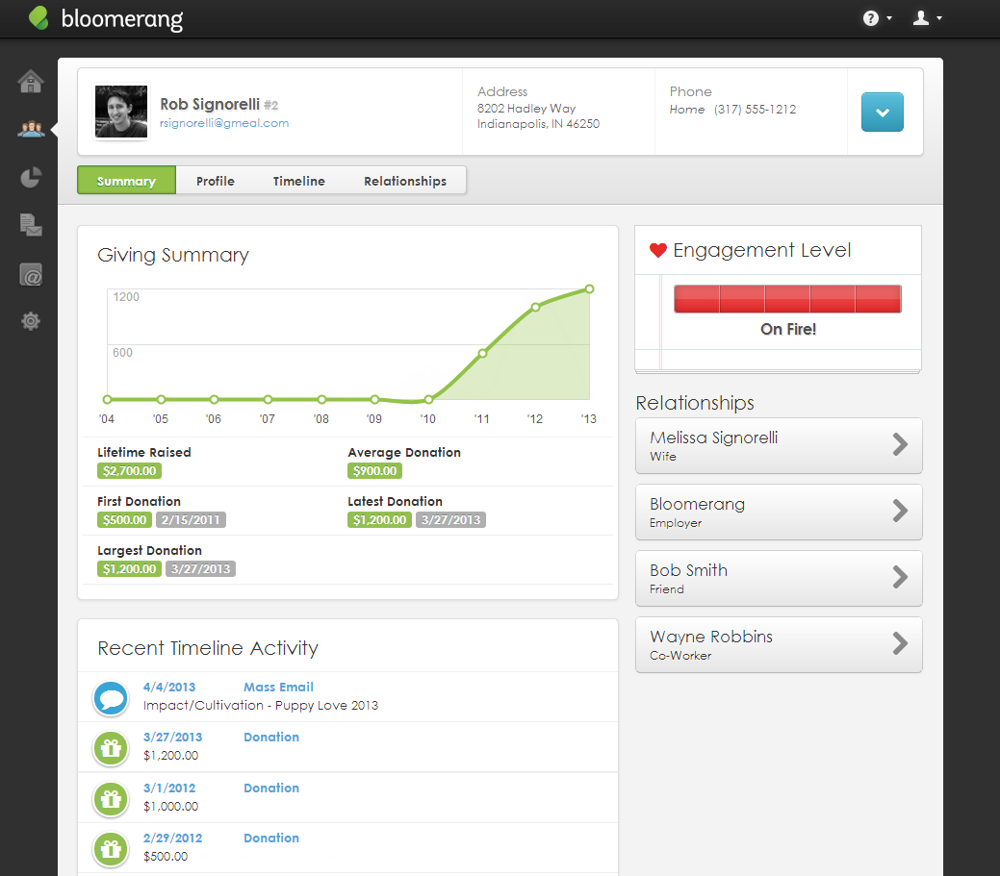 bloomerang
?
Rob Signorelli #2
rsignorelli@gmeal.com
Address
8202 Hadley Way
Indianapolis, IN 46250
Phone
Home (317) 555-1212
Summary Profile Timeline Relationships
Giving Summary
1200
600
'04 '05 '06 '07 '08 '09 '10 '11 '12 '13
Lifetime Raised Average Donation
$2,700.00 $900.00
First Donation Latest Donation
$500.00 2/15/2011 $1,200.00 3/27/2013
Largest Donation
$1,200.00 3/27/2013
Engagement Level
On Fire!
Relationships
Melissa Signorelli
Wife
Bloomerang
Employer
Bob Smith
Friend
Wayne Robbins
Co-Worker
Recent Timeline Activity
4/4/2013 Mass Email
Impact/Cultivation - Puppy Love 2013
3/27/2013 Donation
$1,200.00
3/1/2012 Donation
$1,000.00
2/29/2012 Donation
$500.00